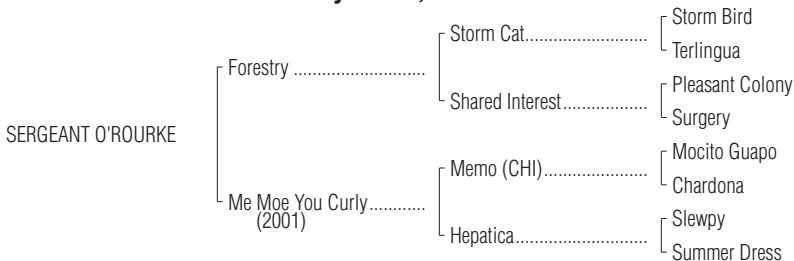 Storm Bird
Storm Cat..........................
Terlingua
Forestry ............................
Pleasant Colony
Shared Interest..................
Surgery
SERGEANT O'ROURKE
Mocito Guapo
Memo (CHI)......................
Chardona
Me Moe You Curly............
(2001)
Slewpy
Hepatica............................
Summer Dress